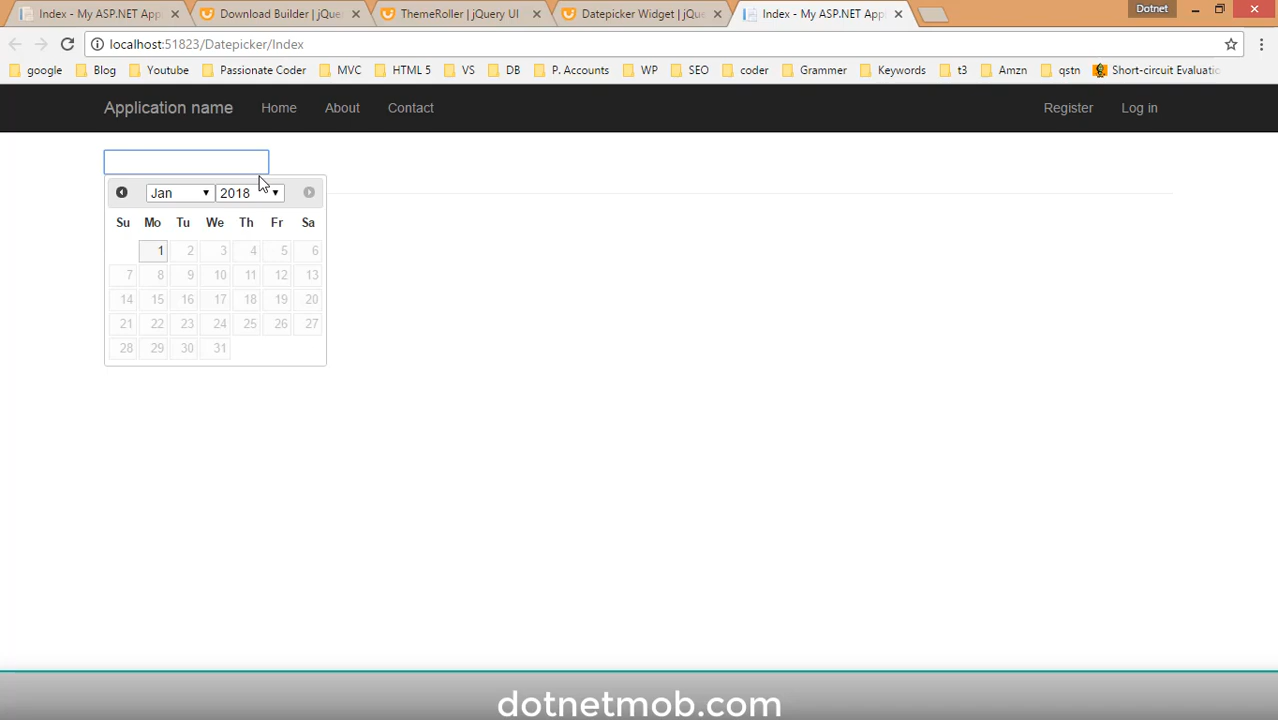 Index - My ASP.NET App
Download Builder | jQue
ThemeRoller | jQuery UI
Datepicker Widget | jQue
Index - My ASP.NET App
Dotnet
localhost:51823/Datepicker/Index
google Blog Youtube Passionate Coder MVC HTML 5 VS DB P. Accounts WP SEO coder Grammer Keywords t3 Amzn qstn Short-circuit Evaluatio
Application name Home About Contact Register Log in
Jan 2018
Su Mo Tu We Th Fr Sa
1 2 3 4 5 6
7 8 9 10 11 12 13
14 15 16 17 18 19 20
21 22 23 24 25 26 27
28 29 30 31
dotnetmob.com